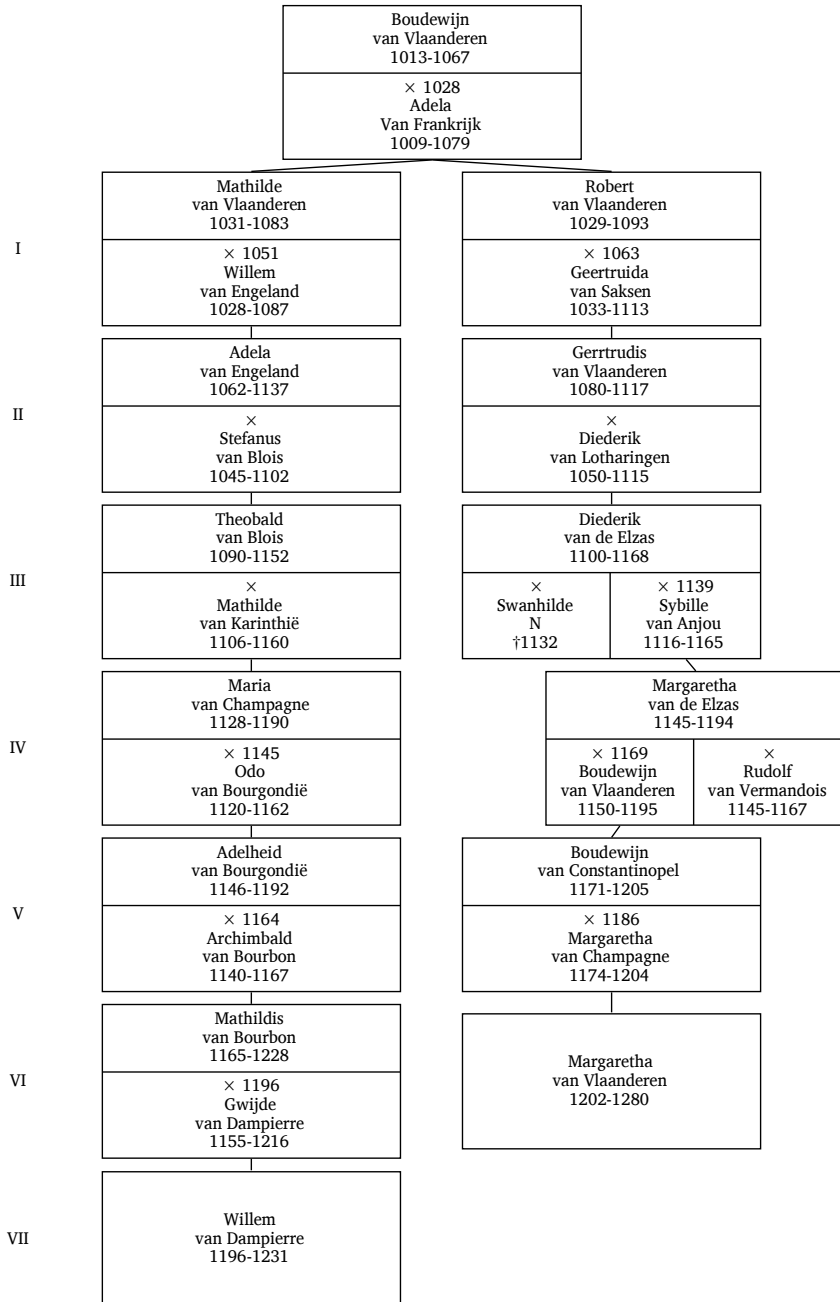 Boudewijn
van Vlaanderen
1013-1067
× 1028
Adela
Van Frankrijk
1009-1079
I
Mathilde
van Vlaanderen
1031-1083
× 1051
Willem
van Engeland
1028-1087
Robert
van Vlaanderen
1029-1093
× 1063
Geertruida
van Saksen
1033-1113
II
Adela
van Engeland
1062-1137
×
Stefanus
van Blois
1045-1102
Gerrtrudis
van Vlaanderen
1080-1117
×
Diederik
van Lotharingen
1050-1115
III
Theobald
van Blois
1090-1152
×
Mathilde
van Karinthië
1106-1160
Diederik
van de Elzas
1100-1168
×
Swanhilde
N
†1132
× 1139
Sybille
van Anjou
1116-1165
IV
Maria
van Champagne
1128-1190
× 1145
Odo
van Bourgondië
1120-1162
Margaretha
van de Elzas
1145-1194
× 1169
Boudewijn
van Vlaanderen
1150-1195
×
Rudolf
van Vermandois
1145-1167
V
Adelheid
van Bourgondië
1146-1192
× 1164
Archimbald
van Bourbon
1140-1167
Boudewijn
van Constantinopel
1171-1205
× 1186
Margaretha
van Champagne
1174-1204
VI
Mathildis
van Bourbon
1165-1228
× 1196
Gwijde
van Dampierre
1155-1216
Margaretha
van Vlaanderen
1202-1280
VII
Willem
van Dampierre
1196-1231